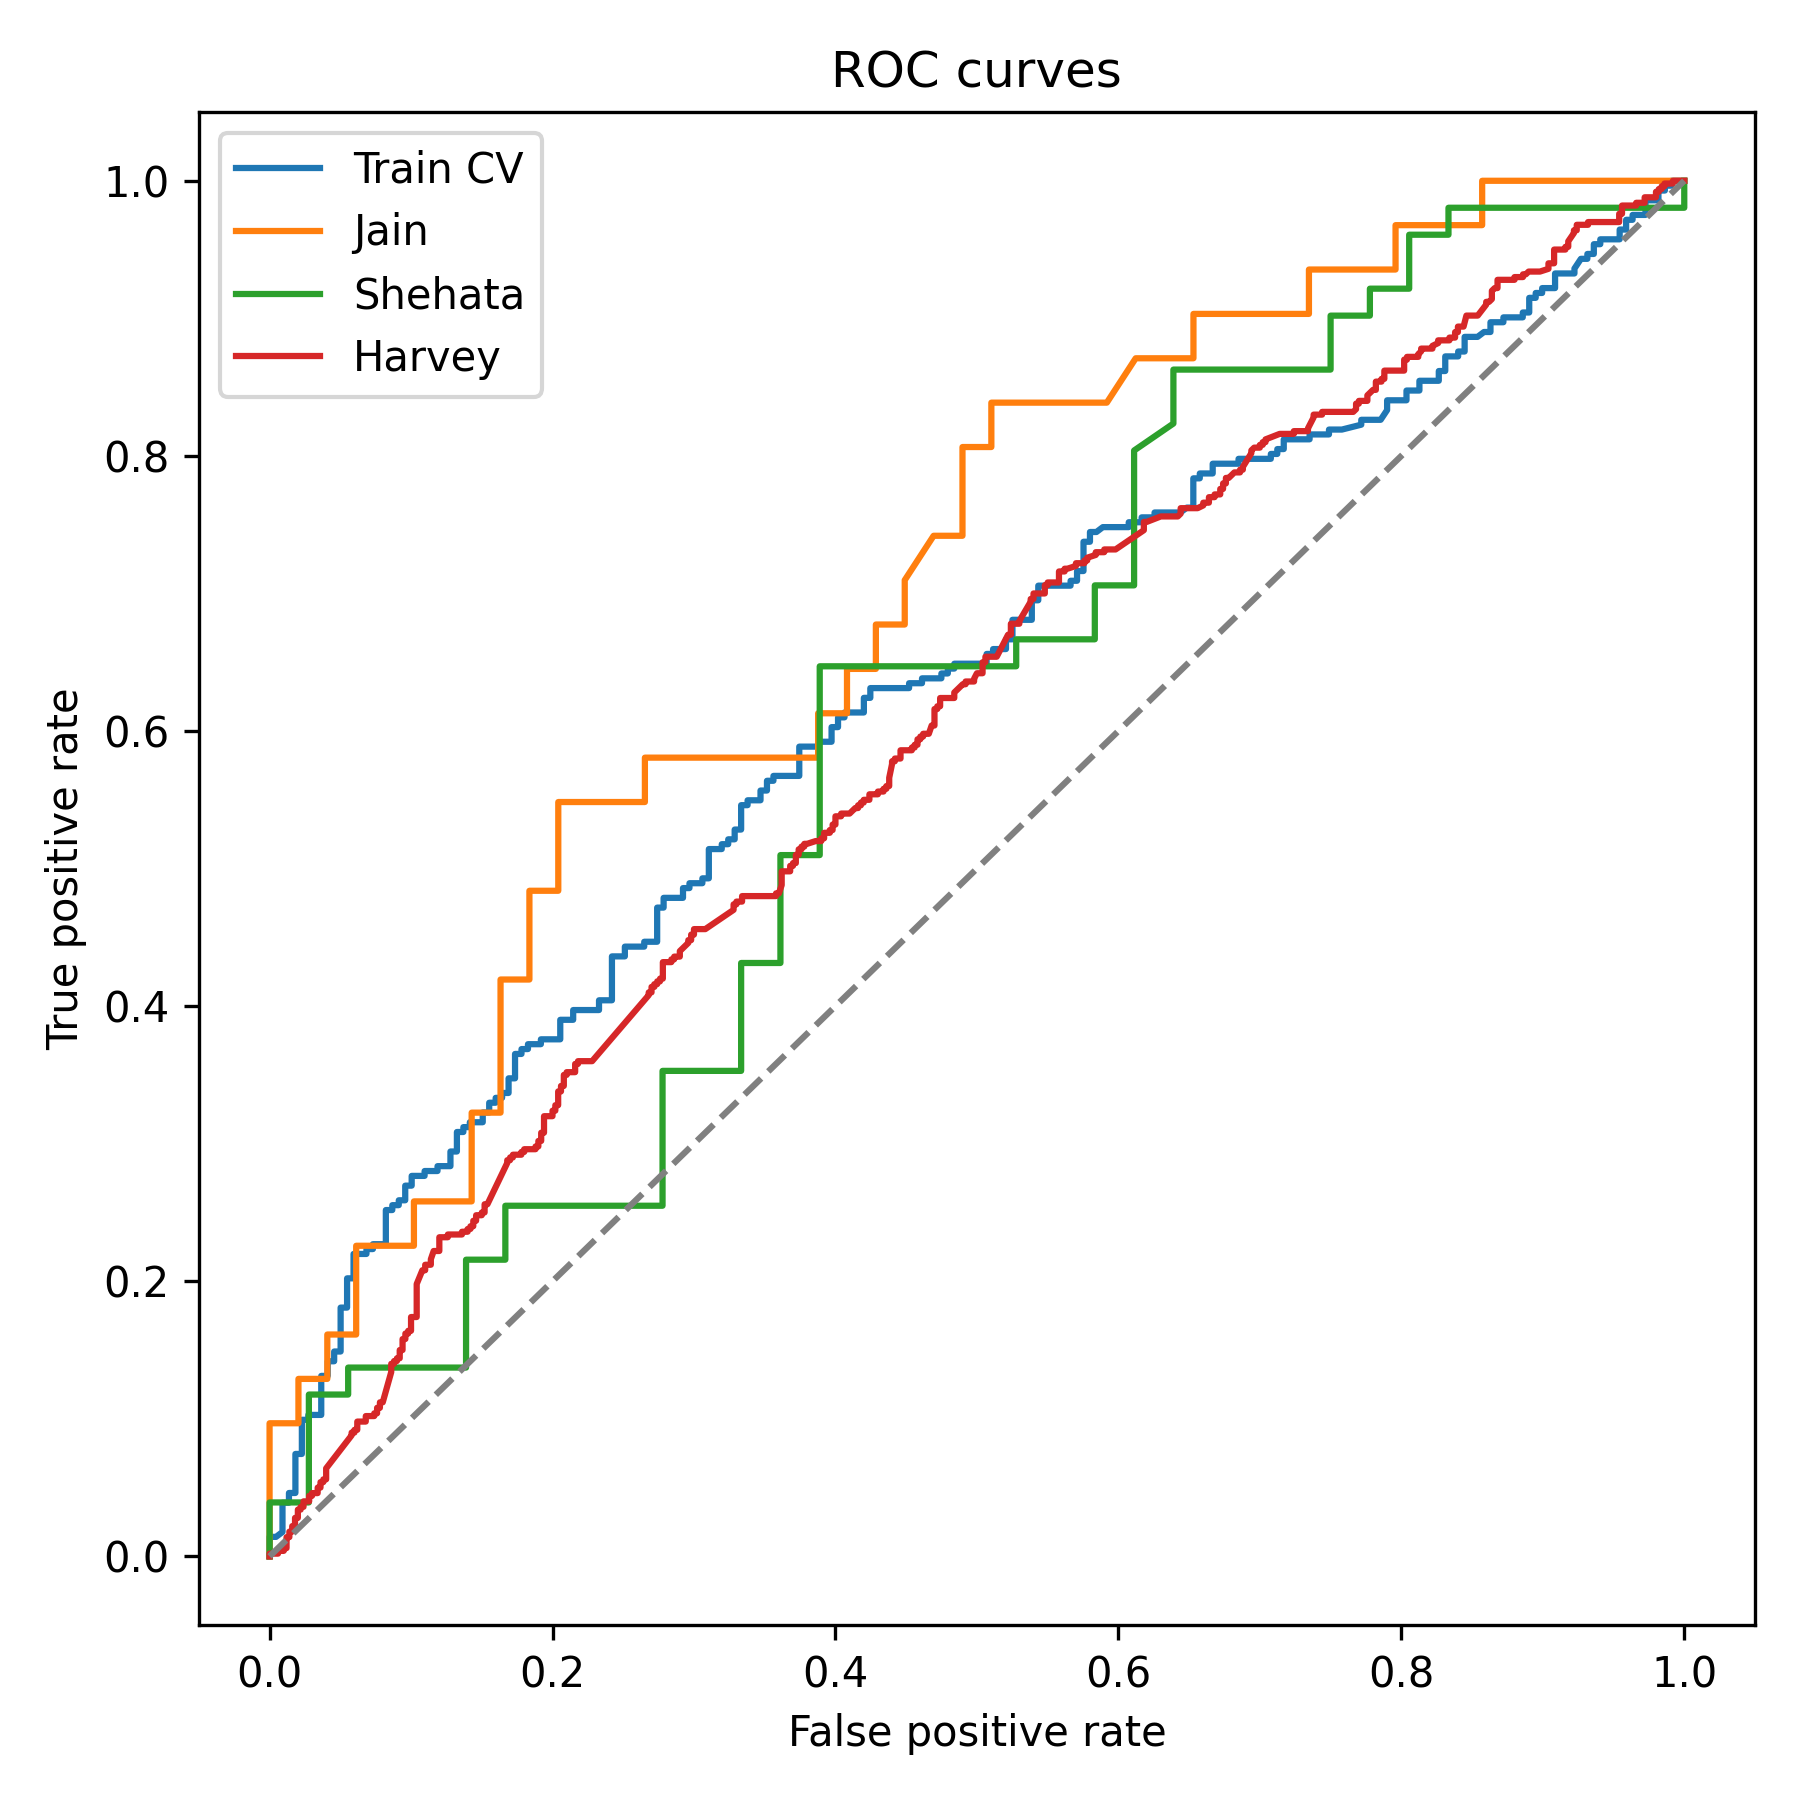 ROC curves
Train CV
Jain
Shehata
Harvey
1.0
0.8
0.6
0.4
0.2
0.0
True positive rate
0.0 0.2 0.4 0.6 0.8 1.0
False positive rate